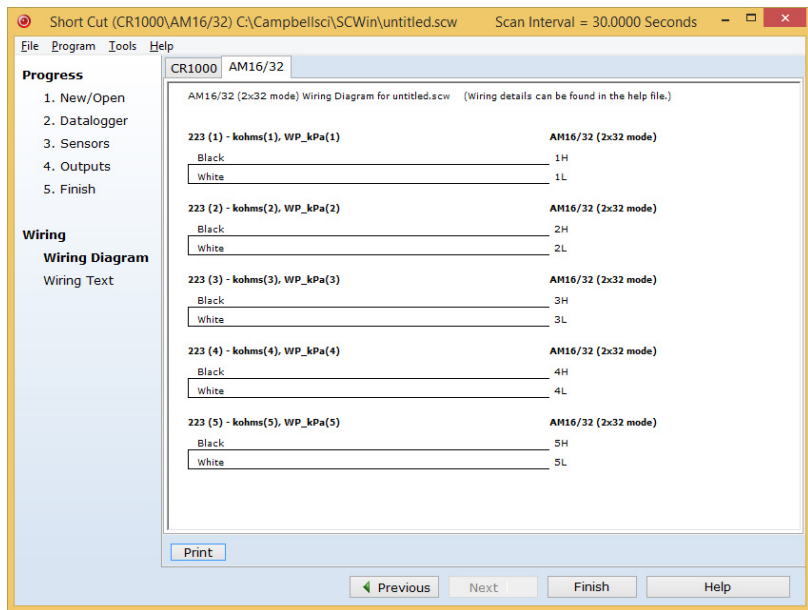 Short Cut (CR1000\AM16/32) C:\Campbellsci\SCWin\untitled.scw Scan Interval = 30.0000 Seconds
File Program Tools Help
Progress
1. New/Open
2. Datalogger
3. Sensors
4. Outputs
5. Finish
Wiring
Wiring Diagram
Wiring Text
CR1000 AM16/32
AM16/32 (2x32 mode) Wiring Diagram for untitled.scw (Wiring details can be found in the help file.)
223 (1) - kohms(1), WP_kPa(1) AM16/32 (2x32 mode)
Black 1H
White 1L
223 (2) - kohms(2), WP_kPa(2) AM16/32 (2x32 mode)
Black 2H
White 2L
223 (3) - kohms(3), WP_kPa(3) AM16/32 (2x32 mode)
Black 3H
White 3L
223 (4) - kohms(4), WP_kPa(4) AM16/32 (2x32 mode)
Black 4H
White 4L
223 (5) - kohms(5), WP_kPa(5) AM16/32 (2x32 mode)
Black 5H
White 5L
Print
Previous Next Finish Help